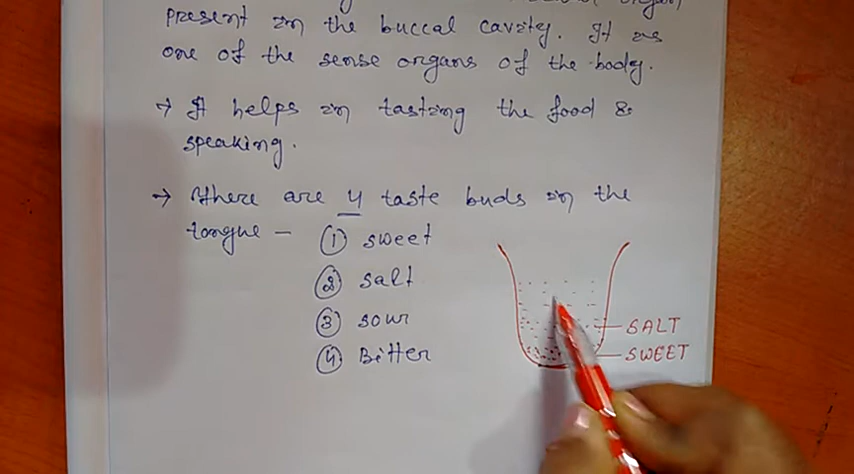 present in the buccal cavity. It is
one of the sense organs of the body.
→ It helps in tasting the food &
speaking.
→ There are 4 taste buds in the
tongue — ① sweet
② salt
③ sour
④ Bitter
SALT
SWEET